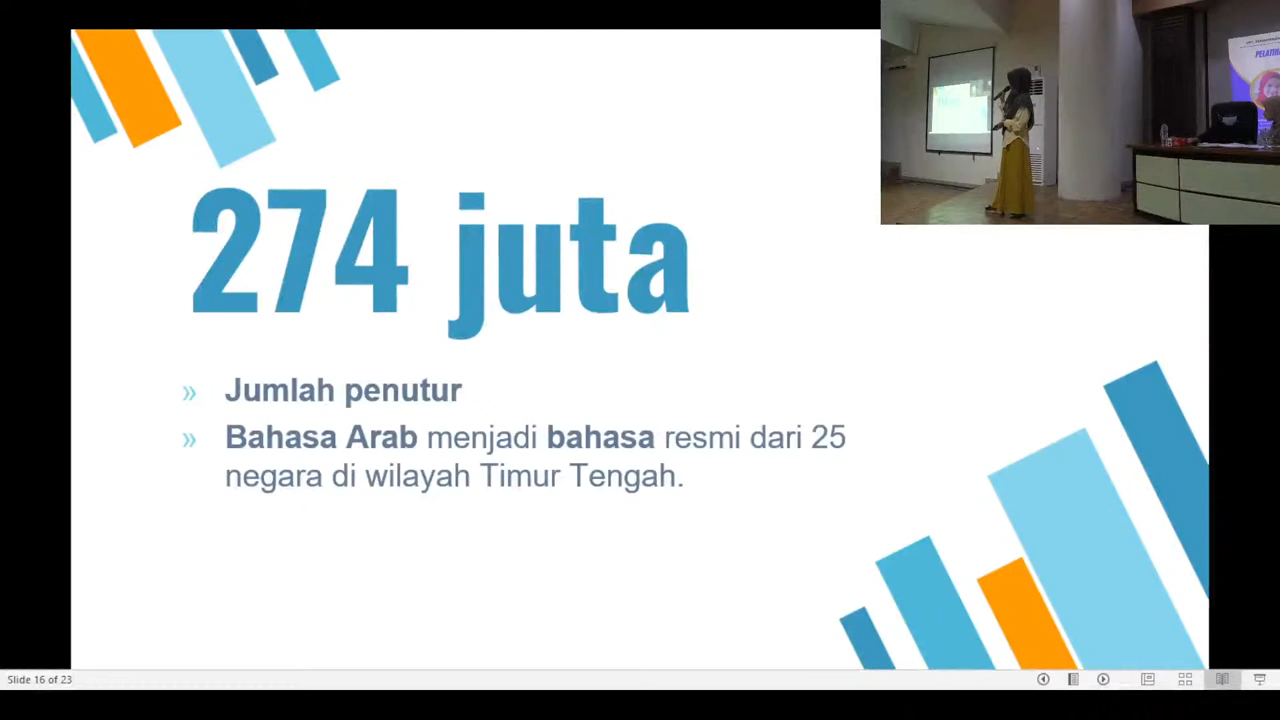 274 juta
» Jumlah penutur
» Bahasa Arab menjadi bahasa resmi dari 25
negara di wilayah Timur Tengah.
Slide 16 of 23